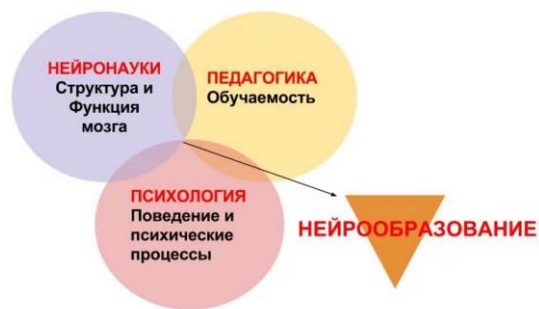 НЕЙРОНАУКИ
Структура и
Функция
мозга
ПЕДАГОГИКА
Обучаемость
ПСИХОЛОГИЯ
Поведение и
психические
процессы
НЕЙРООБРАЗОВАНИЕ